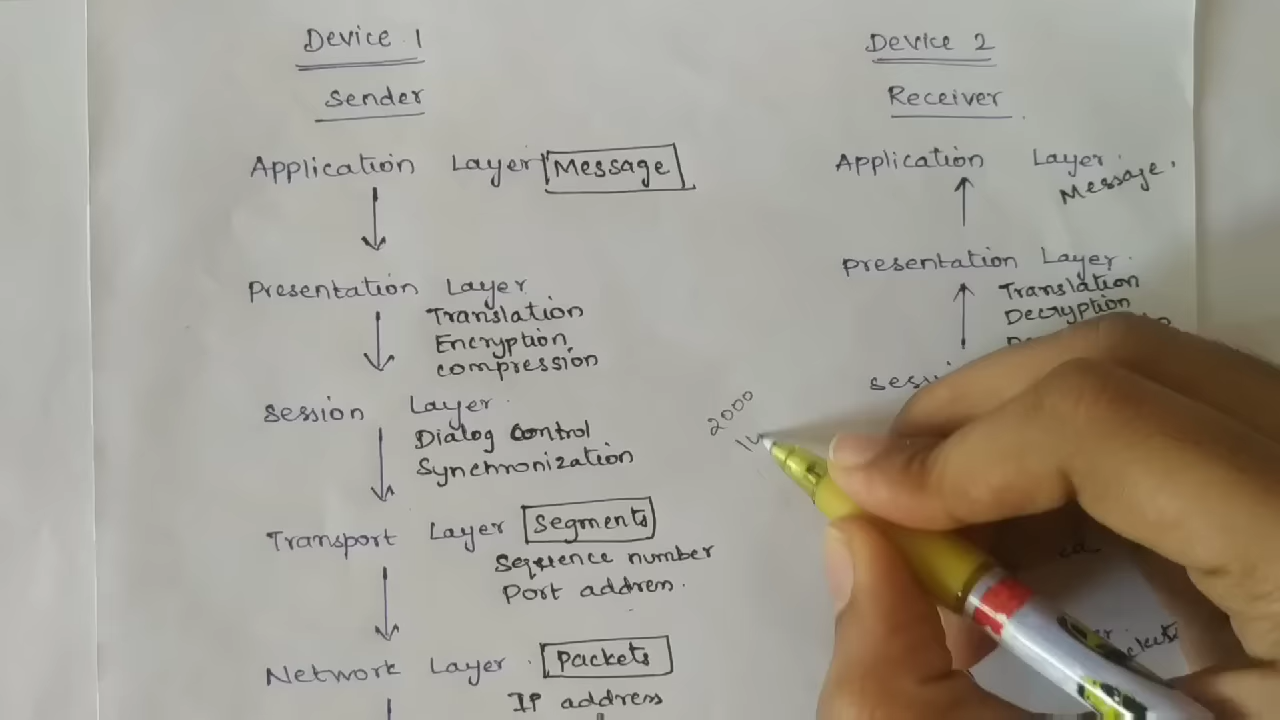 Device 1
Sender
Application Layer Message
Presentation Layer
Translation
Encryption
compression
Session Layer.
Dialog Control
Synchronization
Transport Layer Segments
Sequence number
Port address.
Network Layer. Packets
IP address
2000
Device 2
Receiver
Application Layer.
Message.
Presentation Layer.
Translation
Decryption